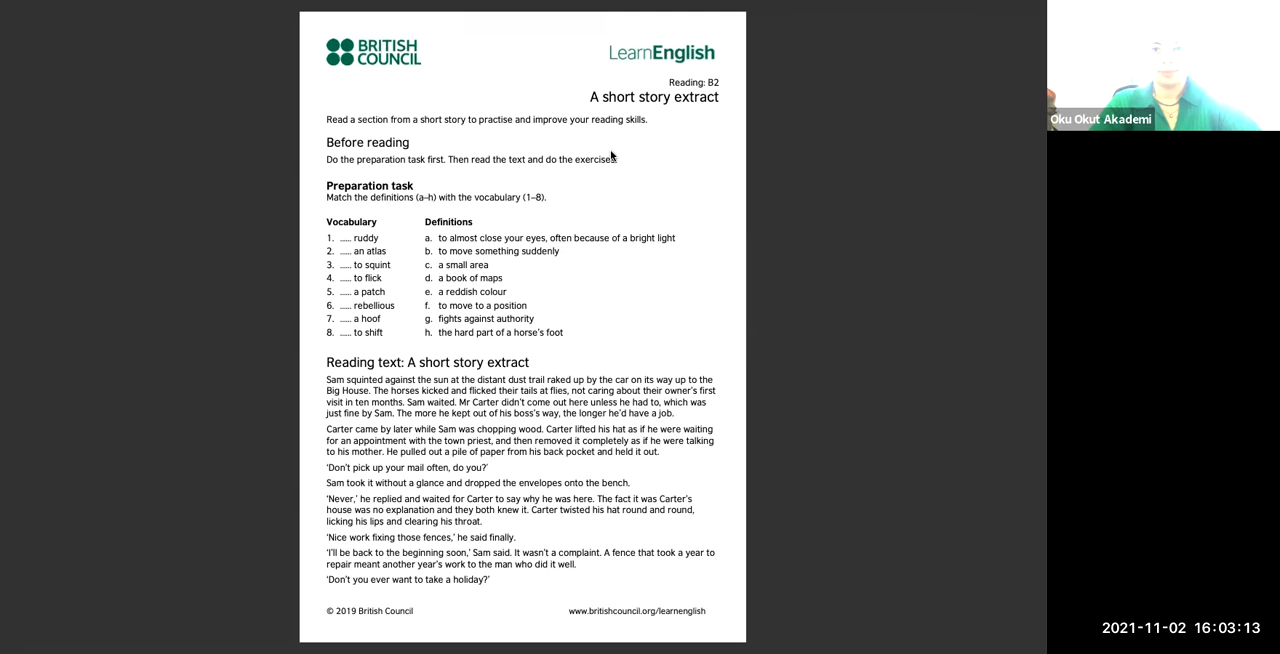 BRITISH
COUNCIL
LearnEnglish
Reading: B2
A short story extract
Read a section from a short story to practise and improve your reading skills.
Before reading
Do the preparation task first. Then read the text and do the exercises.
Preparation task
Match the definitions (a–h) with the vocabulary (1–8).
Vocabulary Definitions
1. ...... ruddy a. to almost close your eyes, often because of a bright light
2. ...... an atlas b. to move something suddenly
3. ...... to squint c. a small area
4. ...... to flick d. a book of maps
5. ...... a patch e. a reddish colour
6. ...... rebellious f. to move to a position
7. ...... a hoof g. fights against authority
8. ...... to shift h. the hard part of a horse's foot
Reading text: A short story extract
Sam squinted against the sun at the distant dust trail raked up by the car on its way up to the
Big House. The horses kicked and flicked their tails at flies, not caring about their owner's first
visit in ten months. Sam waited. Mr Carter didn't come out here unless he had to, which was
just fine by Sam. The more he kept out of his boss's way, the longer he'd have a job.
Carter came by later while Sam was chopping wood. Carter lifted his hat as if he were waiting
for an appointment with the town priest, and then removed it completely as if he were talking
to his mother. He pulled out a pile of paper from his back pocket and held it out.
'Don't pick up your mail often, do you?'
Sam took it without a glance and dropped the envelopes onto the bench.
'Never,' he replied and waited for Carter to say why he was here. The fact it was Carter's
house was no explanation and they both knew it. Carter twisted his hat round and round,
licking his lips and clearing his throat.
'Nice work fixing those fences,' he said finally.
'I'll be back to the beginning soon,' Sam said. It wasn't a complaint. A fence that took a year to
repair meant another year's work to the man who did it well.
'Don't you ever want to take a holiday?'
© 2019 British Council www.britishcouncil.org/learnenglish
Oku Okut Akademi
2021-11-02 16:03:13